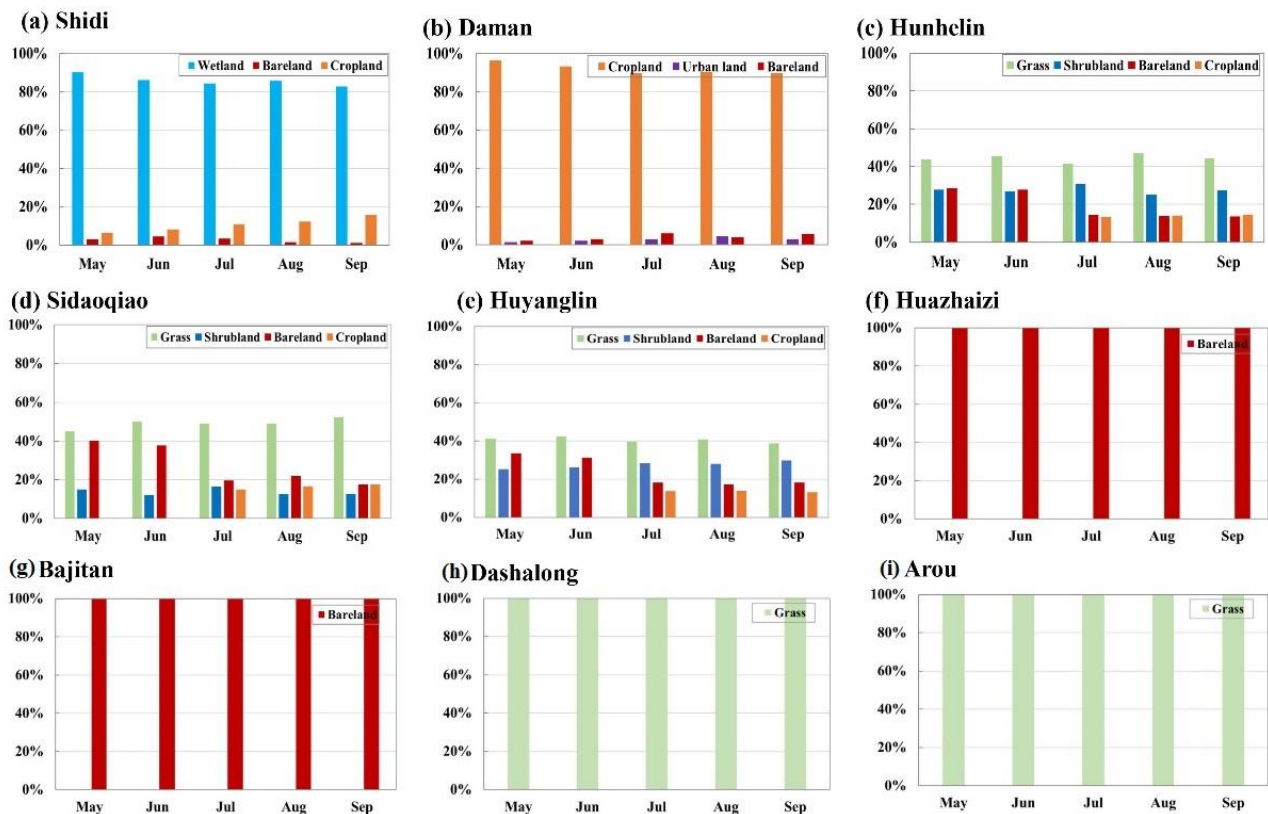 (a) Shidi
100%
80%
60%
40%
20%
0%
Wetland Bareland Cropland
May Jun Jul Aug Sep
(b) Daman
100%
80%
60%
40%
20%
0%
Cropland Urban land Bareland
May Jun Jul Aug Sep
(c) Hunhelin
100%
80%
60%
40%
20%
0%
Grass Shrubland Bareland Cropland
May Jun Jul Aug Sep
(d) Sidaoqiao
100%
80%
60%
40%
20%
0%
Grass Shrubland Bareland Cropland
May Jun Jul Aug Sep
(e) Huyanglin
100%
80%
60%
40%
20%
0%
Grass Shrubland Bareland Cropland
May Jun Jul Aug Sep
(f) Huazhaizi
100%
80%
60%
40%
20%
0%
Bareland
May Jun Jul Aug Sep
(g) Bajitan
100%
80%
60%
40%
20%
0%
Bareland
May Jun Jul Aug Sep
(h) Dashalong
100%
80%
60%
40%
20%
0%
Grass
May Jun Jul Aug Sep
(i) Arou
100%
80%
60%
40%
20%
0%
Grass
May Jun Jul Aug Sep